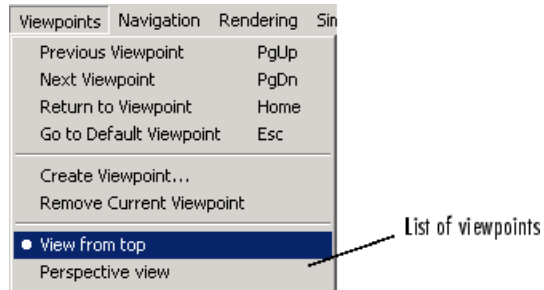 Viewpoints Navigation Rendering Sin
Previous Viewpoint PgUp
Next Viewpoint PgDn
Return to Viewpoint Home
Go to Default Viewpoint Esc
Create Viewpoint...
Remove Current Viewpoint
View from top
List of viewpoints
Perspective view